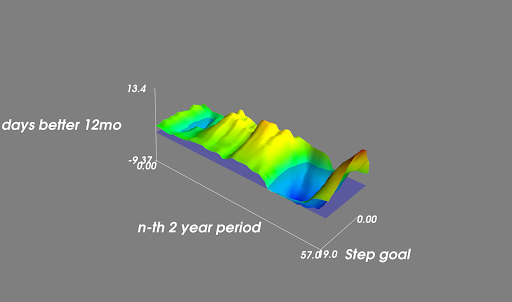 13.4
days better 12mo
-9.37
0.00
n-th 2 year period
0.00
57.0
19.0
Step goal